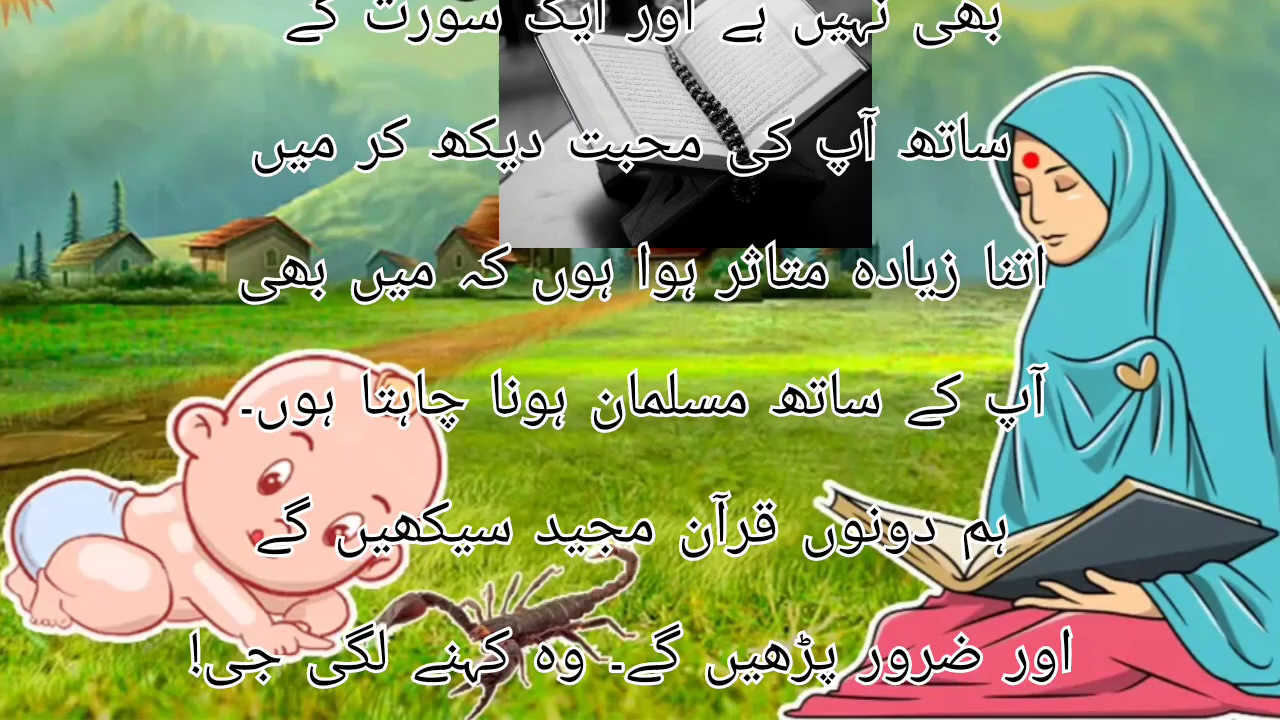 بھی نہیں ہے اور ایک سورت کے
ساتھ آپ کی محبت دیکھ کر میں
اتنا زیادہ متاثر ہوا ہوں کہ میں بھی
آپ کے ساتھ مسلمان ہونا چاہتا ہوں۔
ہم دونوں قرآن مجید سیکھیں گے
اور ضرور پڑھیں گے۔ وہ کہنے لگی جی!